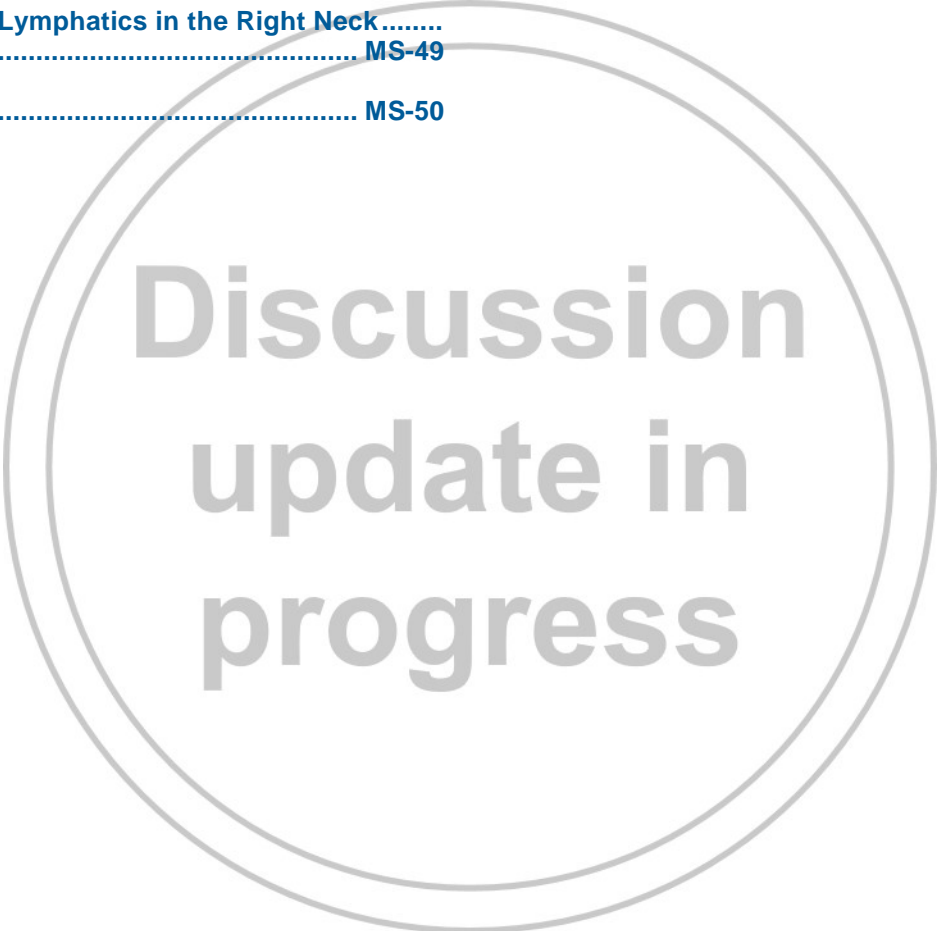 Lymphatics in the Right Neck........
............................................. MS-49
............................................. MS-50
Discussion
update in
progress